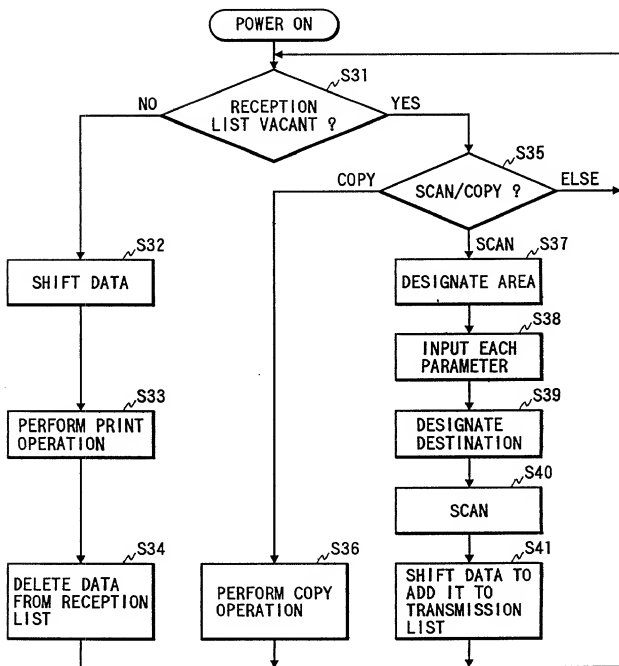 POWER ON
S31
NO
RECEPTION
LIST VACANT ?
YES
S35
COPY
SCAN/COPY ?
ELSE
SCAN
S32
SHIFT DATA
S37
DESIGNATE AREA
S38
INPUT EACH
PARAMETER
S33
PERFORM PRINT
OPERATION
S39
DESIGNATE
DESTINATION
S40
SCAN
S34
DELETE DATA
FROM RECEPTION
LIST
S36
PERFORM COPY
OPERATION
S41
SHIFT DATA TO
ADD IT TO
TRANSMISSION
LIST